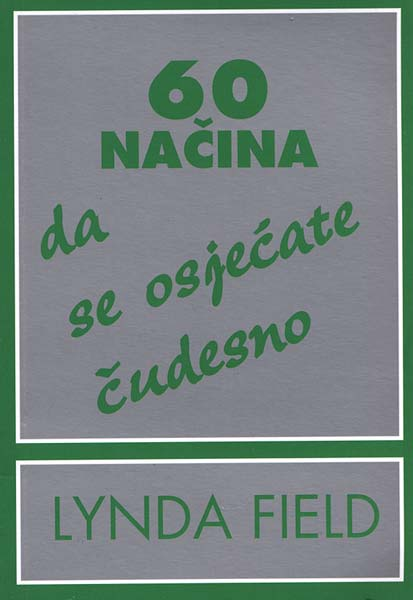 60
NAČINA
da
se osjećate
čudesno
LYNDA FIELD